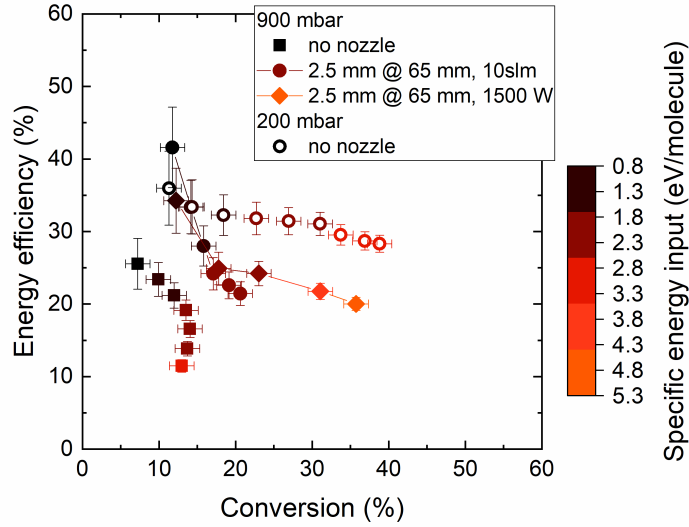 60
50
40
30
20
10
0
Energy efficiency (%)
0
10
20
30
40
50
60
Conversion (%)
900 mbar
no nozzle
2.5 mm @ 65 mm, 10slm
2.5 mm @ 65 mm, 1500 W
200 mbar
no nozzle
0.8
1.3
1.8
2.3
2.8
3.3
3.8
4.3
4.8
5.3
Specific energy input (eV/molecule)